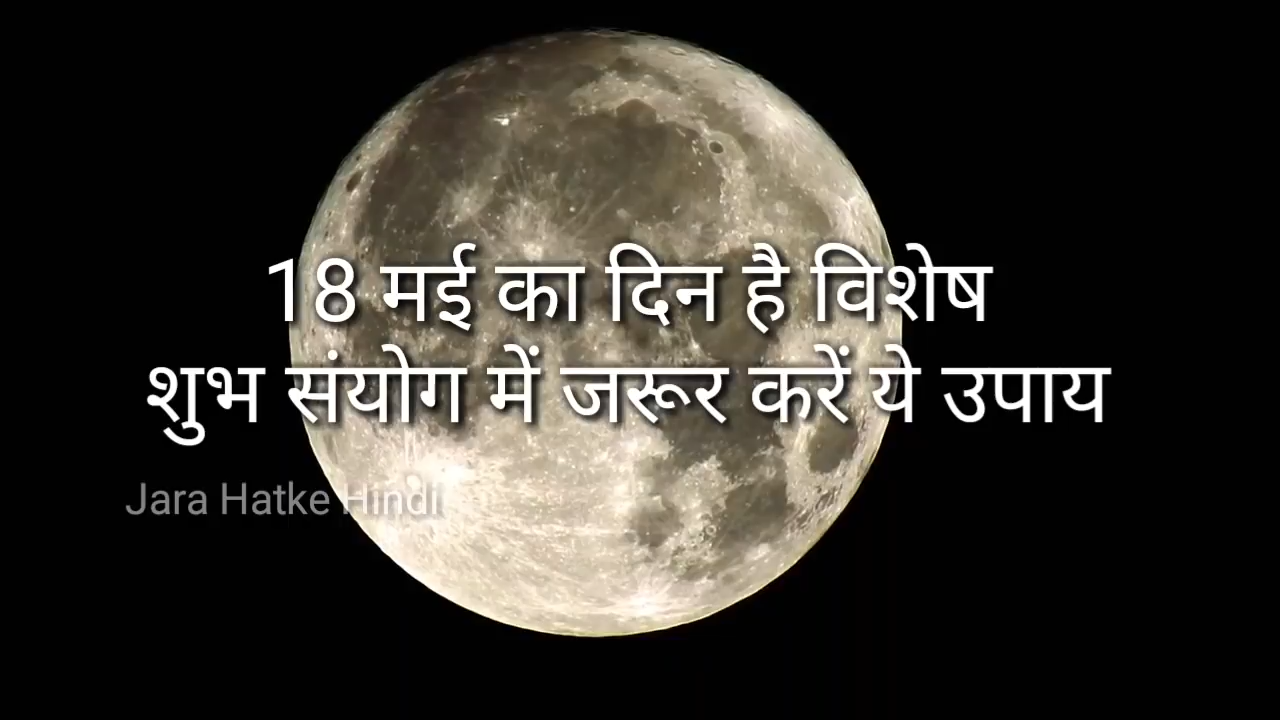 18 मई का दिन है विशेष
शुभ संयोग में जरूर करें ये उपाय
Jara Hatke Hindi